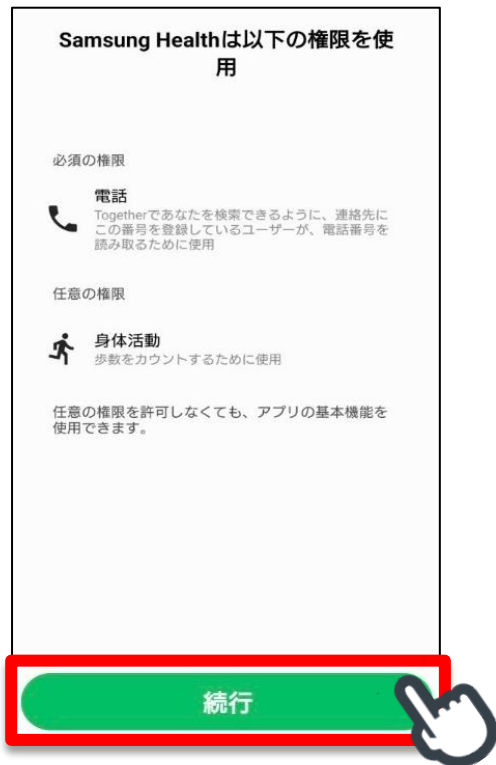 Samsung Healthは以下の権限を使
用
必須の権限
電話
Togetherであなたを検索できるように、連絡先に
この番号を登録しているユーザーが、電話番号を
読み取るために使用
任意の権限
身体活動
歩数をカウントするために使用
任意の権限を許可しなくても、アプリの基本機能を
使用できます。
続行